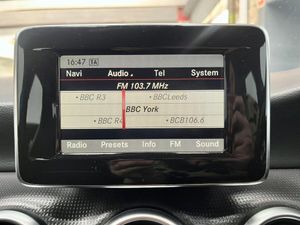 16:47 TA
Navi Audio Tel System
FM 103.7 MHz
• BBC R3 • BBCLeeds
BBC York
• BBC R4 • BCB106.6
Radio Presets Info FM Sound